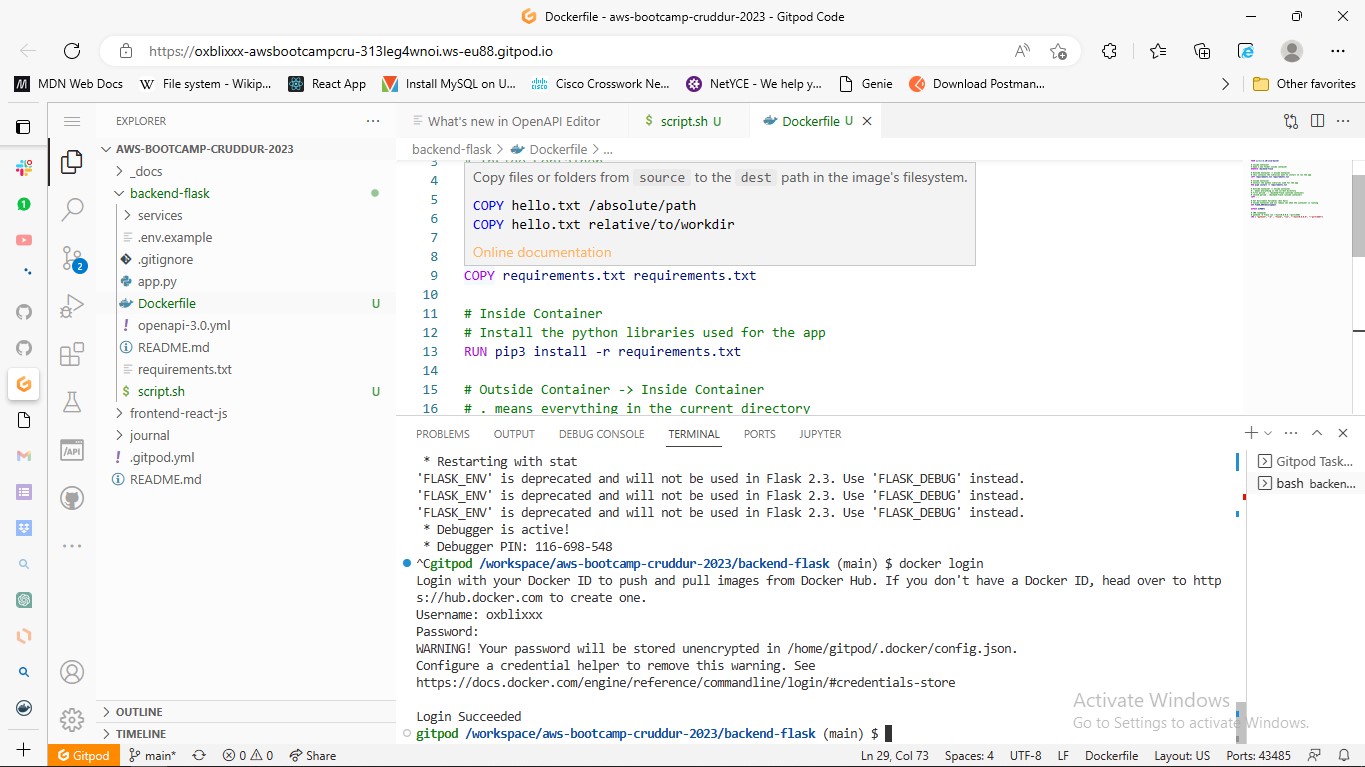 Dockerfile - aws-bootcamp-cruddur-2023 - Gitpod Code
https://oxblixxx-awsbootcampcru-313leg4wnoi.ws-eu88.gitpod.io
MDN Web Docs
File system - Wikip...
React App
Install MySQL on U...
Cisco Crosswork Ne...
NetYCE - We help y...
Genie
Download Postman...
Other favorites
EXPLORER
What's new in OpenAPI Editor
$ script.sh U
Dockerfile U
AWS-BOOTCAMP-CRUDDUR-2023
_docs
backend-flask
services
.env.example
.gitignore
app.py
Dockerfile U
! openapi-3.0.yml
README.md
requirements.txt
$ script.sh U
frontend-react-js
journal
! .gitpod.yml
README.md
OUTLINE
TIMELINE
2
1
/API
backend-flask > Dockerfile > ...
3
4
5
6
7
8
Copy files or folders from source to the dest path in the image's filesystem.
COPY hello.txt /absolute/path
COPY hello.txt relative/to/workdir
Online documentation
9 COPY requirements.txt requirements.txt
10
11 # Inside Container
12 # Install the python libraries used for the app
13 RUN pip3 install -r requirements.txt
14
15 # Outside Container -> Inside Container
16 # . means everything in the current directory
PROBLEMS OUTPUT DEBUG CONSOLE TERMINAL PORTS JUPYTER
* Restarting with stat
'FLASK_ENV' is deprecated and will not be used in Flask 2.3. Use 'FLASK_DEBUG' instead.
'FLASK_ENV' is deprecated and will not be used in Flask 2.3. Use 'FLASK_DEBUG' instead.
'FLASK_ENV' is deprecated and will not be used in Flask 2.3. Use 'FLASK_DEBUG' instead.
* Debugger is active!
* Debugger PIN: 116-698-548
^Cgitpod /workspace/aws-bootcamp-cruddur-2023/backend-flask (main) $ docker login
Login with your Docker ID to push and pull images from Docker Hub. If you don't have a Docker ID, head over to http
s://hub.docker.com to create one.
Username: oxblixxx
Password:
WARNING! Your password will be stored unencrypted in /home/gitpod/.docker/config.json.
Configure a credential helper to remove this warning. See
https://docs.docker.com/engine/reference/commandline/login/#credentials-store
Login Succeeded
gitpod /workspace/aws-bootcamp-cruddur-2023/backend-flask (main) $
Gitpod Task...
bash backen...
Activate Windows
Go to Settings to activate Windows.
Gitpod
main*
0 0
Share
Ln 29, Col 73
Spaces: 4
UTF-8
LF
Dockerfile
Layout: US
Ports: 43485